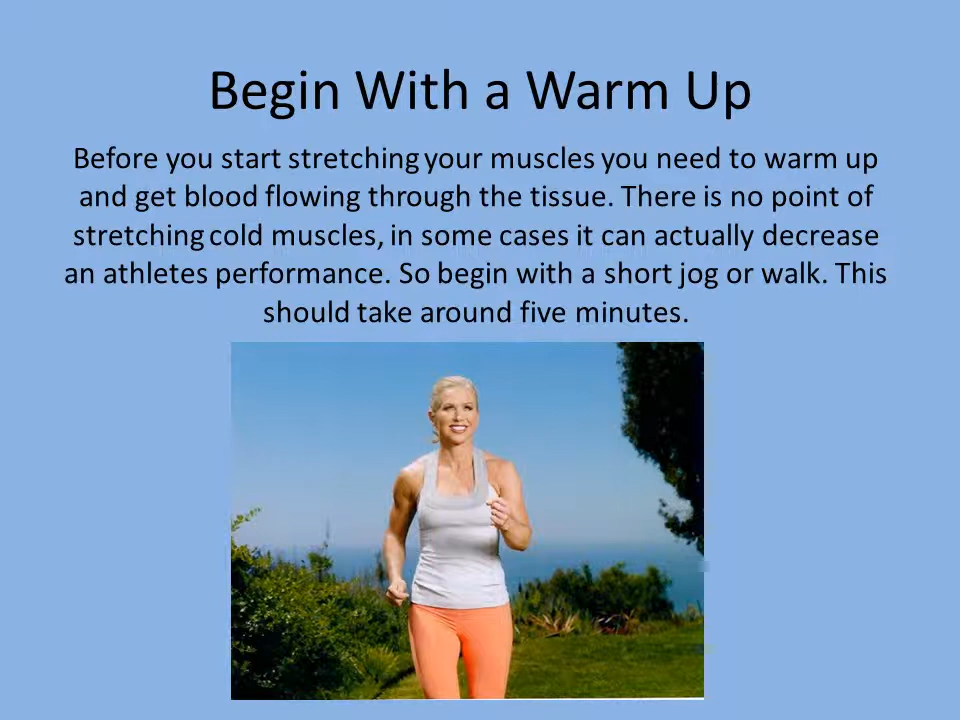 Begin With a Warm Up
Before you start stretching your muscles you need to warm up
and get blood flowing through the tissue. There is no point of
stretching cold muscles, in some cases it can actually decrease
an athletes performance. So begin with a short jog or walk. This
should take around five minutes.